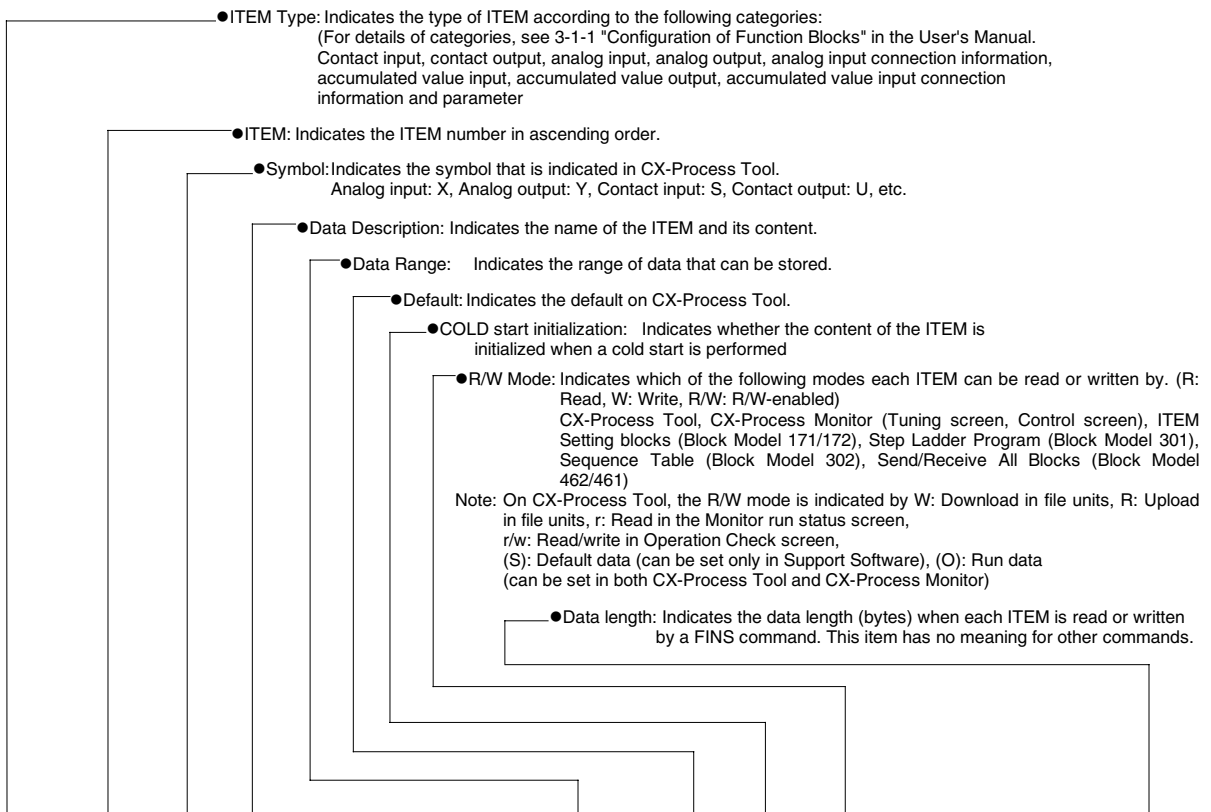 ●ITEM Type: Indicates the type of ITEM according to the following categories:
(For details of categories, see 3-1-1 "Configuration of Function Blocks" in the User's Manual.
Contact input, contact output, analog input, analog output, analog input connection information,
accumulated value input, accumulated value output, accumulated value input connection
information and parameter
●ITEM: Indicates the ITEM number in ascending order.
●Symbol:Indicates the symbol that is indicated in CX-Process Tool.
Analog input: X, Analog output: Y, Contact input: S, Contact output: U, etc.
●Data Description: Indicates the name of the ITEM and its content.
●Data Range: Indicates the range of data that can be stored.
●Default: Indicates the default on CX-Process Tool.
●COLD start initialization: Indicates whether the content of the ITEM is
initialized when a cold start is performed
●R/W Mode: Indicates which of the following modes each ITEM can be read or written by. (R:
Read, W: Write, R/W: R/W-enabled)
CX-Process Tool, CX-Process Monitor (Tuning screen, Control screen), ITEM
Setting blocks (Block Model 171/172), Step Ladder Program (Block Model 301),
Sequence Table (Block Model 302), Send/Receive All Blocks (Block Model
462/461)
Note: On CX-Process Tool, the R/W mode is indicated by W: Download in file units, R: Upload
in file units, r: Read in the Monitor run status screen,
r/w: Read/write in Operation Check screen,
(S): Default data (can be set only in Support Software), (O): Run data
(can be set in both CX-Process Tool and CX-Process Monitor)
●Data length: Indicates the data length (bytes) when each ITEM is read or written
by a FINS command. This item has no meaning for other commands.